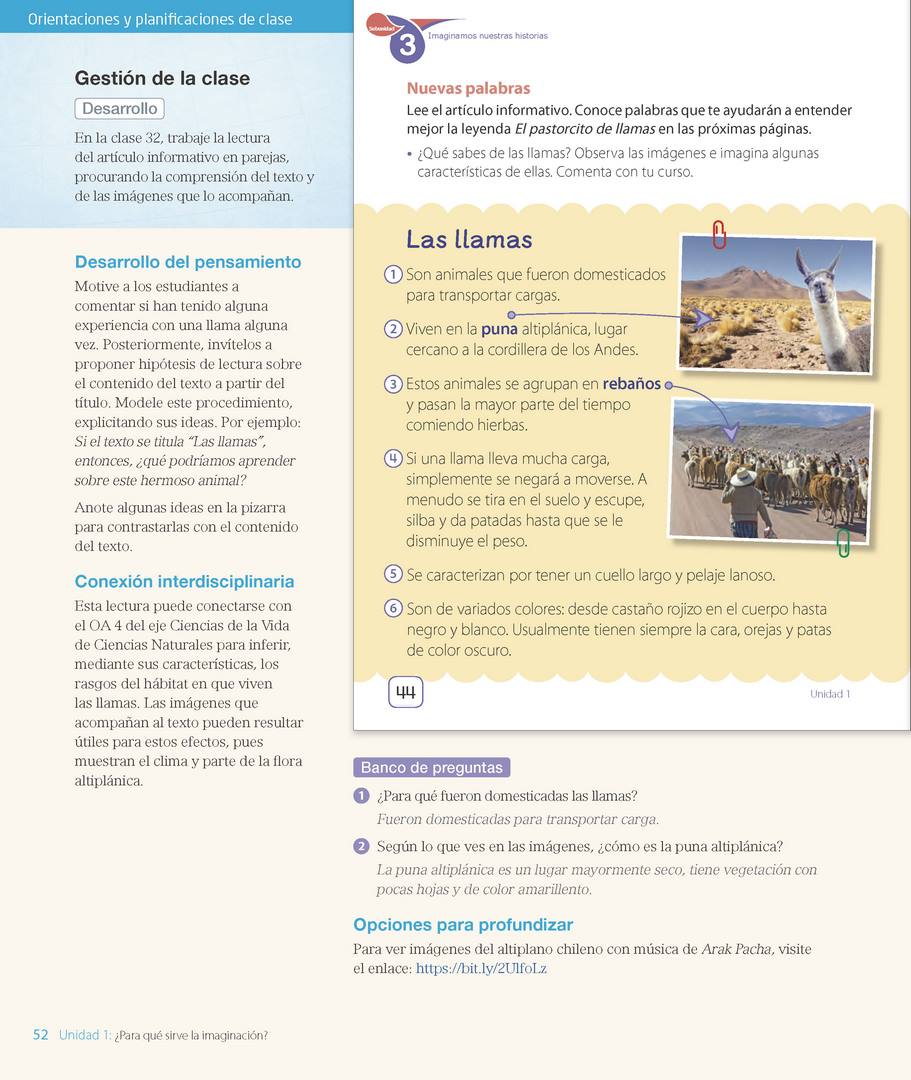 Orientaciones y planificaciones de clase
Gestión de la clase
Desarrollo
En la clase 32, trabaje la lectura
del artículo informativo en parejas,
procurando la comprensión del texto y
de las imágenes que lo acompañan.
Desarrollo del pensamiento
Motive a los estudiantes a
comentar si han tenido alguna
experiencia con una llama alguna
vez. Posteriormente, invítelos a
proponer hipótesis de lectura sobre
el contenido del texto a partir del
título. Modele este procedimiento,
explicitando sus ideas. Por ejemplo:
Si el texto se titula “Las llamas”,
entonces, ¿qué podríamos aprender
sobre este hermoso animal?
Anote algunas ideas en la pizarra
para contrastarlas con el contenido
del texto.
Conexión interdisciplinaria
Esta lectura puede conectarse con
el OA 4 del eje Ciencias de la Vida
de Ciencias Naturales para inferir,
mediante sus características, los
rasgos del hábitat en que viven
las llamas. Las imágenes que
acompañan al texto pueden resultar
útiles para estos efectos, pues
muestran el clima y parte de la flora
altiplánica.
Subunidad
3
Imaginamos nuestras historias
Nuevas palabras
Lee el artículo informativo. Conoce palabras que te ayudarán a entender
mejor la leyenda El pastorcito de llamas en las próximas páginas.
• ¿Qué sabes de las llamas? Observa las imágenes e imagina algunas
características de ellas. Comenta con tu curso.
Las llamas
1 Son animales que fueron domesticados
para transportar cargas.
2 Viven en la puna altiplánica, lugar
cercano a la cordillera de los Andes.
3 Estos animales se agrupan en rebaños
y pasan la mayor parte del tiempo
comiendo hierbas.
4 Si una llama lleva mucha carga,
simplemente se negará a moverse. A
menudo se tira en el suelo y escupe,
silba y da patadas hasta que se le
disminuye el peso.
5 Se caracterizan por tener un cuello largo y pelaje lanoso.
6 Son de variados colores: desde castaño rojizo en el cuerpo hasta
negro y blanco. Usualmente tienen siempre la cara, orejas y patas
de color oscuro.
44
Unidad 1
Banco de preguntas
1 ¿Para qué fueron domesticadas las llamas?
Fueron domesticadas para transportar carga.
2 Según lo que ves en las imágenes, ¿cómo es la puna altiplánica?
La puna altiplánica es un lugar mayormente seco, tiene vegetación con
pocas hojas y de color amarillento.
Opciones para profundizar
Para ver imágenes del altiplano chileno con música de Arak Pacha, visite
el enlace: https://bit.ly/2UlfoLz
52 Unidad 1: ¿Para qué sirve la imaginación?